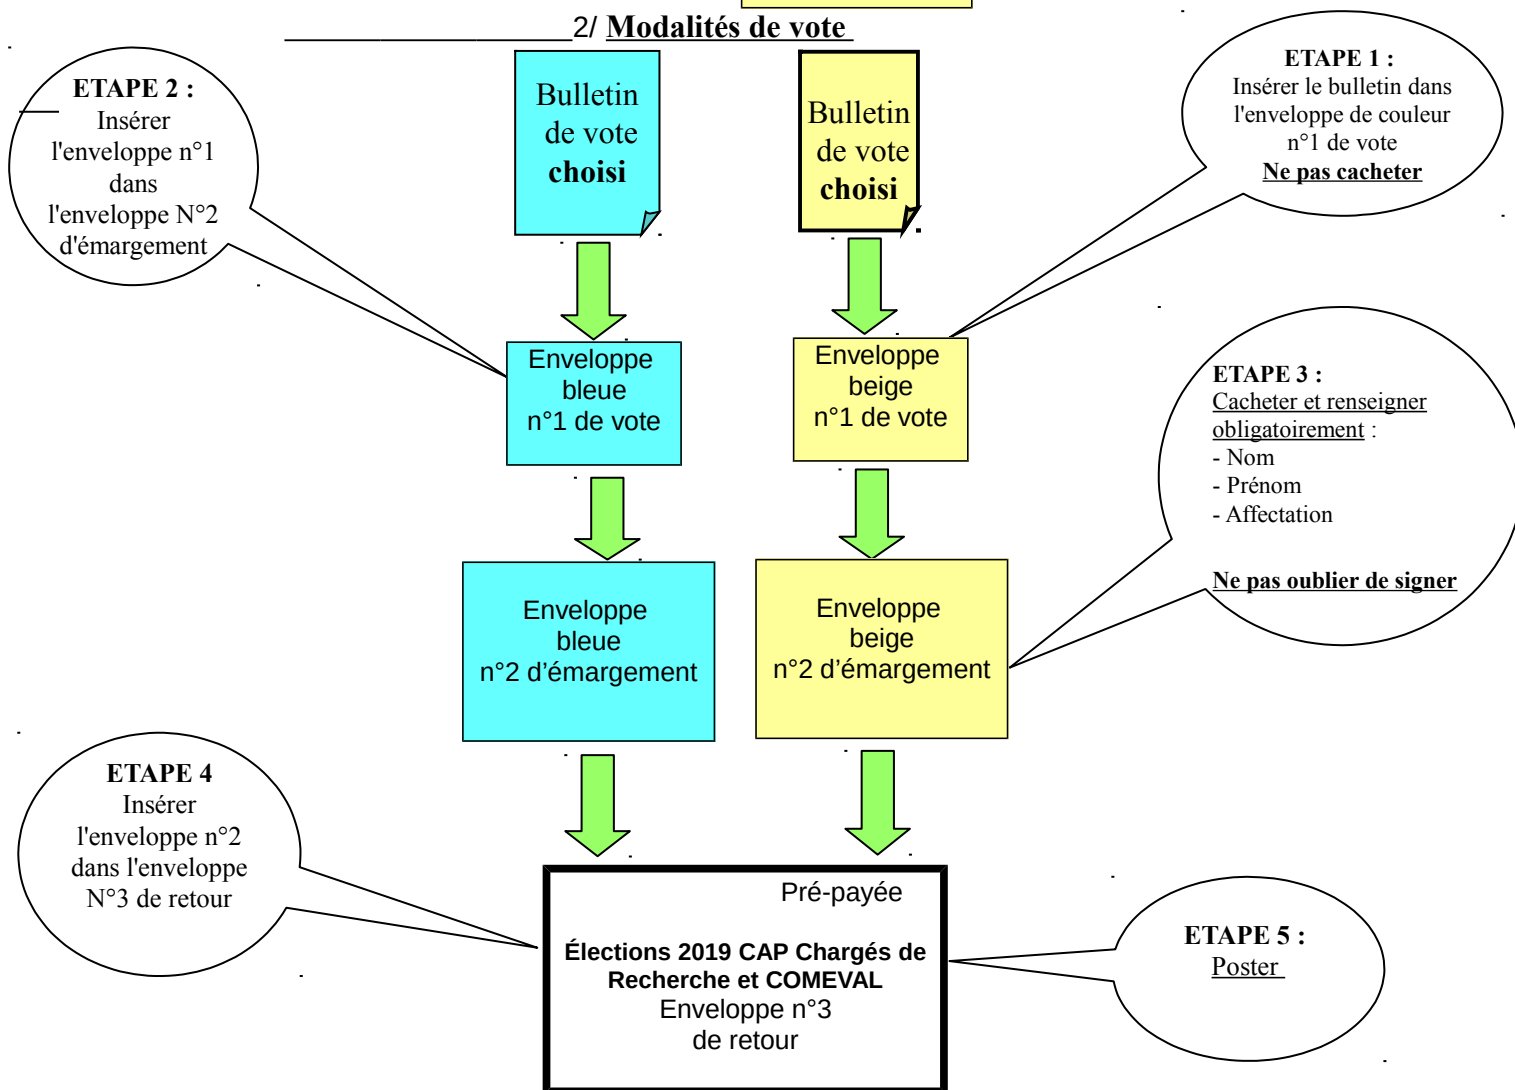 2/ Modalités de vote
ETAPE 2 :
Insérer
l'enveloppe n°1
dans
l'enveloppe N°2
d'émargement
Bulletin
de vote
choisi
Bulletin
de vote
choisi
ETAPE 1 :
Insérer le bulletin dans
l'enveloppe de couleur
n°1 de vote
Ne pas cacheter
Enveloppe
bleue
n°1 de vote
Enveloppe
beige
n°1 de vote
ETAPE 3 :
Cacheter et renseigner
obligatoirement :
- Nom
- Prénom
- Affectation
Ne pas oublier de signer
Enveloppe
bleue
n°2 d’émargement
Enveloppe
beige
n°2 d’émargement
ETAPE 4
Insérer
l'enveloppe n°2
dans l'enveloppe
N°3 de retour
Pré-payée
Élections 2019 CAP Chargés de
Recherche et COMEVAL
Enveloppe n°3
de retour
ETAPE 5 :
Poster